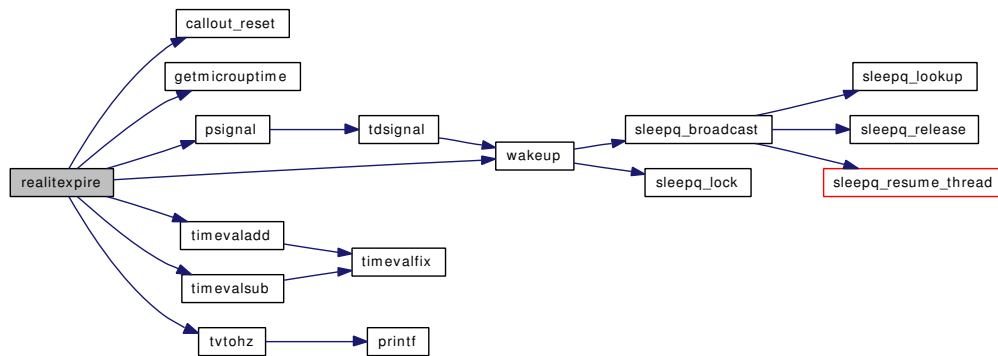 callout_reset
getmicrouptime
sleepq_lookup
psignal
tdsignal
sleepq_broadcast
sleepq_release
wakeup
realitexpire
sleepq_lock
sleepq_resume_thread
timevaladd
timevalfix
timevalsub
tvtohz
printf